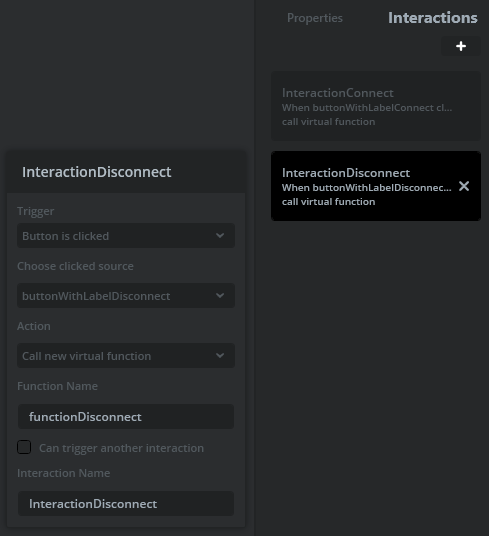 Properties
Interactions
+
InteractionConnect
When buttonWithLabelConnect cl...
call virtual function
InteractionDisconnect
When buttonWithLabelDisconnec...
call virtual function
InteractionDisconnect
Trigger
Button is clicked
Choose clicked source
buttonWithLabelDisconnect
Action
Call new virtual function
Function Name
functionDisconnect
Can trigger another interaction
Interaction Name
InteractionDisconnect